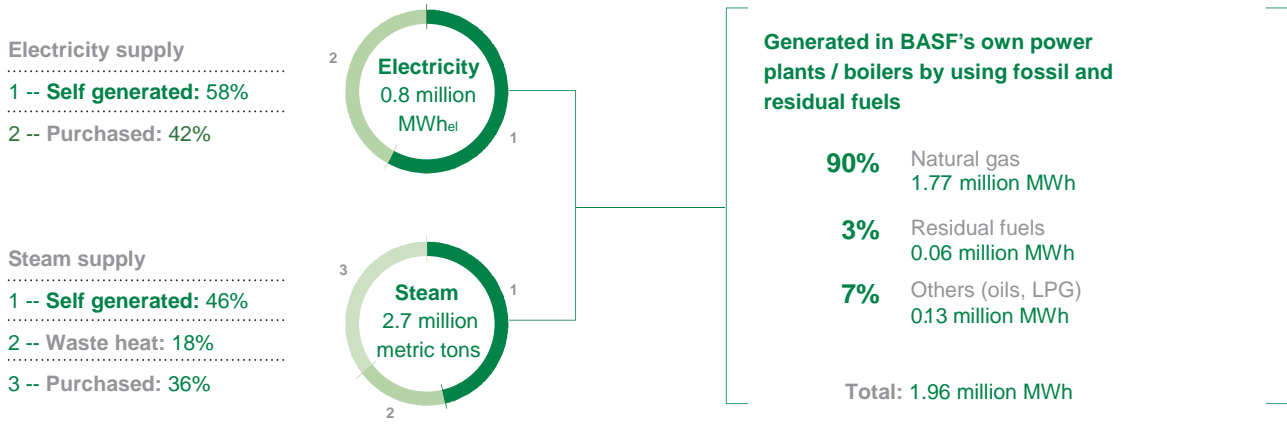 Electricity supply
1 -- Self generated: 58%
2 -- Purchased: 42%
2
Electricity
0.8 million
MWhel
1
Steam supply
1 -- Self generated: 46%
2 -- Waste heat: 18%
3 -- Purchased: 36%
3
Steam
2.7 million
metric tons
1
2
Generated in BASF's own power
plants / boilers by using fossil and
residual fuels
90% Natural gas
1.77 million MWh
3% Residual fuels
0.06 million MWh
7% Others (oils, LPG)
0.13 million MWh
Total: 1.96 million MWh